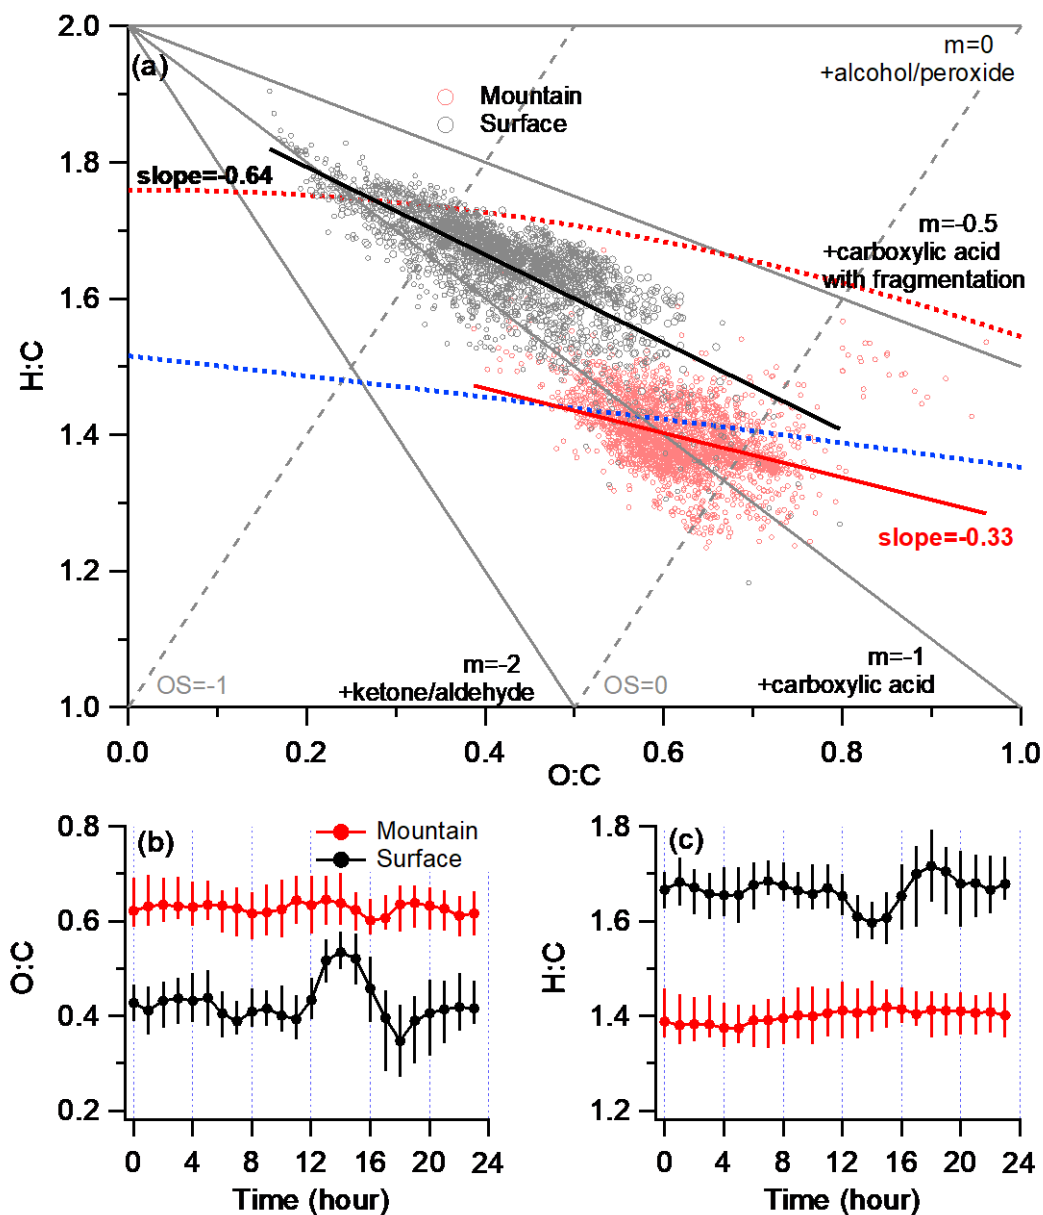 2.0
(a)
m=0
+alcohol/peroxide
Mountain
Surface
1.8
slope=-0.64
m=-0.5
+carboxylic acid
with fragmentation
1.6
H:C
1.4
slope=-0.33
1.2
m=-2
+ketone/aldehyde
m=-1
+carboxylic acid
OS=-1
OS=0
1.0
0.0 0.2 0.4 0.6 0.8 1.0
O:C
0.8
(b)
Mountain
Surface
0.6
O:C
0.4
0.2
0 4 8 12 16 20 24
Time (hour)
1.8
(c)
1.6
H:C
1.4
1.2
0 4 8 12 16 20 24
Time (hour)